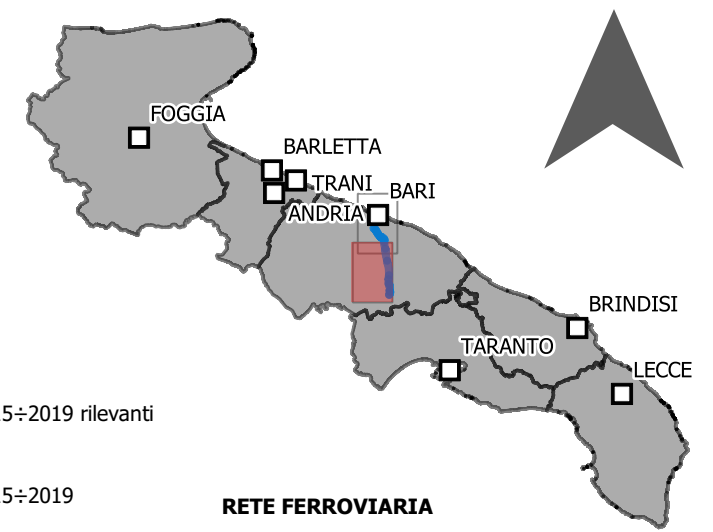 FOGGIA
BARLETTA
TRANI
BARI
ANDRIA
BRINDISI
TARANTO
LECCE
5÷2019 rilevanti
5÷2019
RETE FERROVIARIA